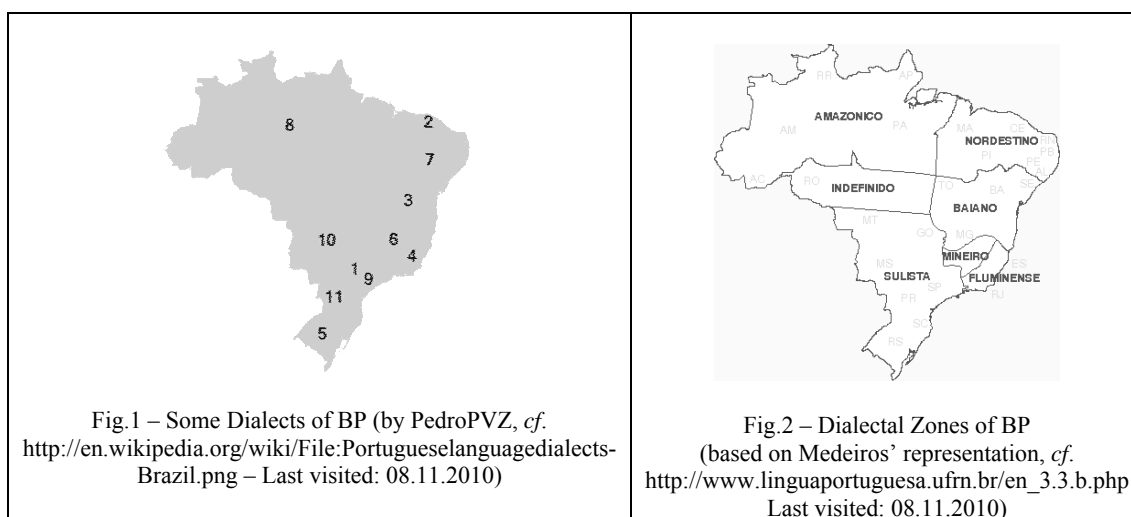 8
2
7
3
10
6
4
1
9
11
5
Fig.1 – Some Dialects of BP (by PedroPVZ, cf.
http://en.wikipedia.org/wiki/File:Portugueselanguagedialects-
Brazil.png – Last visited: 08.11.2010)
RR
AP
AMAZONICO
AM
PA
MA
CE
NORDESTINO
RN
PB
PI
PE
AL
AC
RO
INDEFINIDO
TO
BA
SE
BAIANO
MT
GO
MG
MINEIRO
ES
MS
SULISTA
FLUMINENSE
SP
RJ
PR
SC
RS
Fig.2 – Dialectal Zones of BP
(based on Medeiros’ representation, cf.
http://www.linguaportuguesa.ufrn.br/en_3.3.b.php
Last visited: 08.11.2010)